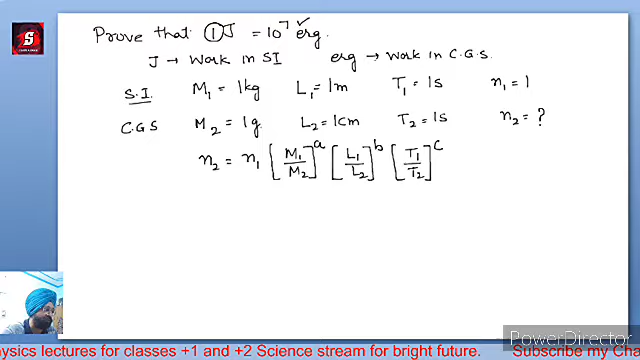 Prove that 1 J = 10⁷ erg.
J → Work in SI erg → Work in C.G.S.
S.I. M₁ = 1kg L₁ = 1m T₁ = 1s n₁ = 1
C.G.S M₂ = 1g. L₂ = 1cm T₂ = 1s n₂ = ?
n₂ = n₁ [M₁/M₂]ᵃ [L₁/L₂]ᵇ [T₁/T₂]ᶜ
PowerDirector
ysics lectures for classes +1 and +2 Science stream for bright future. Subscribe my Cha